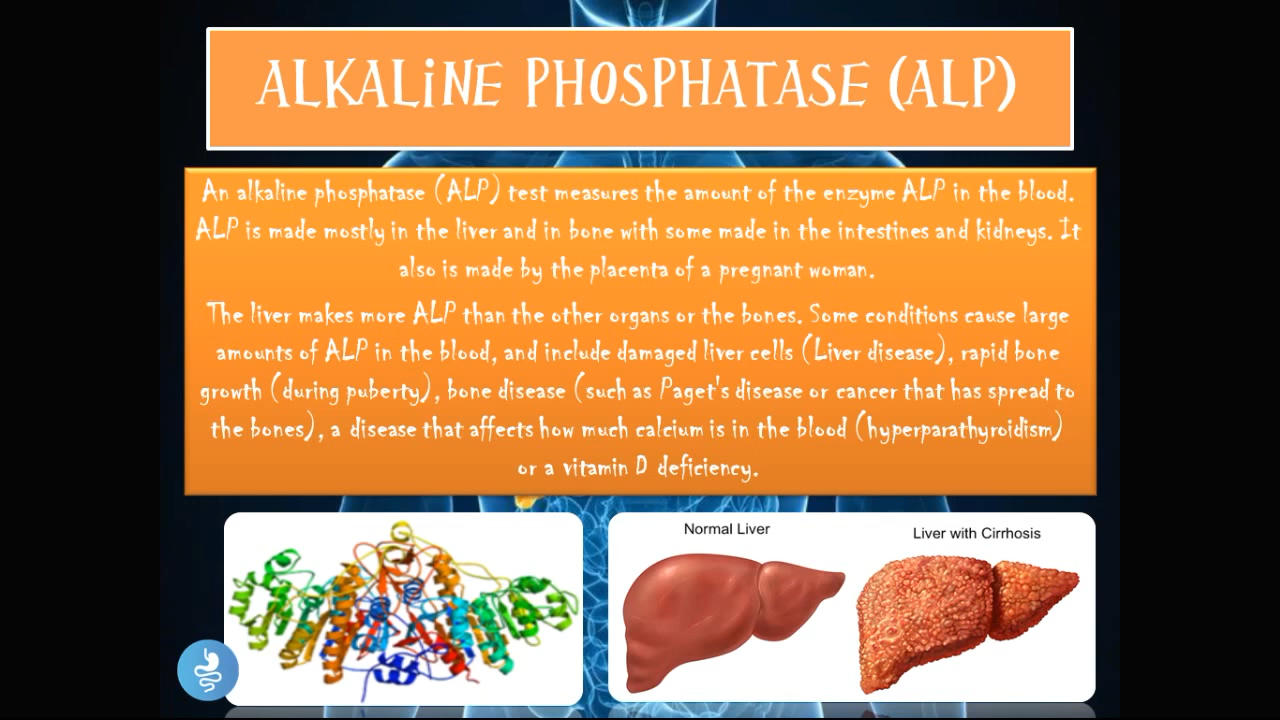 ALKALiNE PHOSPHATASE (ALP)
An alkaline phosphatase (ALP) test measures the amount of the enzyme ALP in the blood.
ALP is made mostly in the liver and in bone with some made in the intestines and kidneys. It
also is made by the placenta of a pregnant woman.
The liver makes more ALP than the other organs or the bones. Some conditions cause large
amounts of ALP in the blood, and include damaged liver cells (Liver disease), rapid bone
growth (during puberty), bone disease (such as Paget's disease or cancer that has spread to
the bones), a disease that affects how much calcium is in the blood (hyperparathyroidism)
or a vitamin D deficiency.
Normal Liver
Liver with Cirrhosis